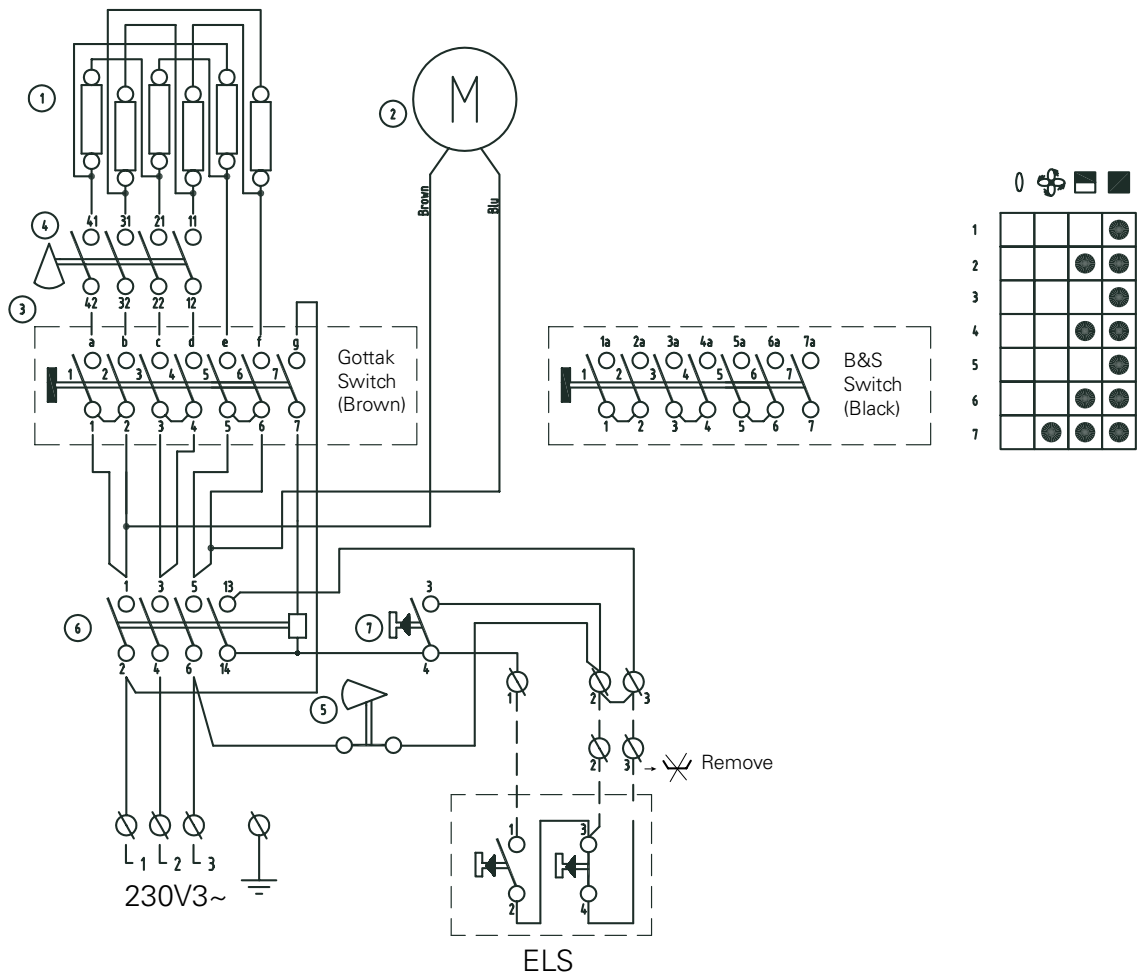 1
2
M
Brown
Blu
4
41 31 21 11
42 32 22 12
3
a b c d e f g
1 2 3 4 5 6 7
1 2 3 4 5 6 7
Gottak
Switch
(Brown)
1a 2a 3a 4a 5a 6a 7a
1 2 3 4 5 6 7
1 2 3 4 5 6 7
B&S
Switch
(Black)
1
2
3
4
5
6
7
6
1 3 5 13
2 4 6 14
7
3
4
5
1 2 3
2 3
Remove
1 3
2 4
ELS
L1 L2 L3
230V3~